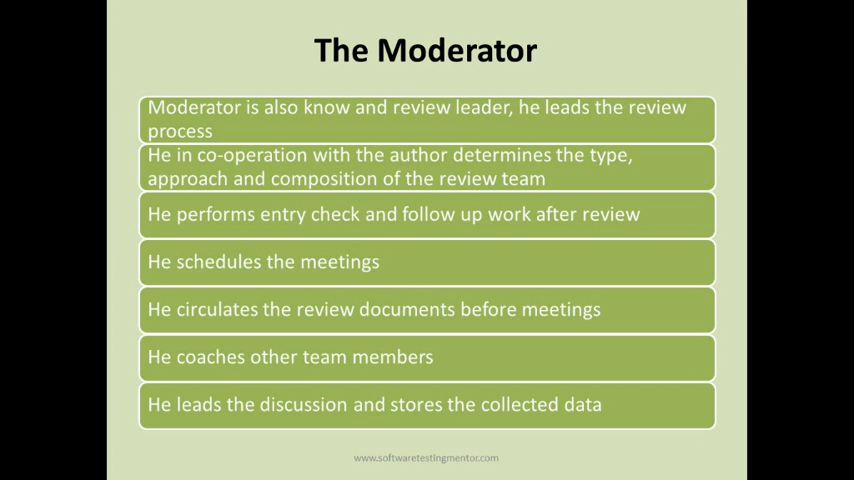 The Moderator
Moderator is also know and review leader, he leads the review
process
He in co-operation with the author determines the type,
approach and composition of the review team
He performs entry check and follow up work after review
He schedules the meetings
He circulates the review documents before meetings
He coaches other team members
He leads the discussion and stores the collected data
www.softwaretestingmentor.com